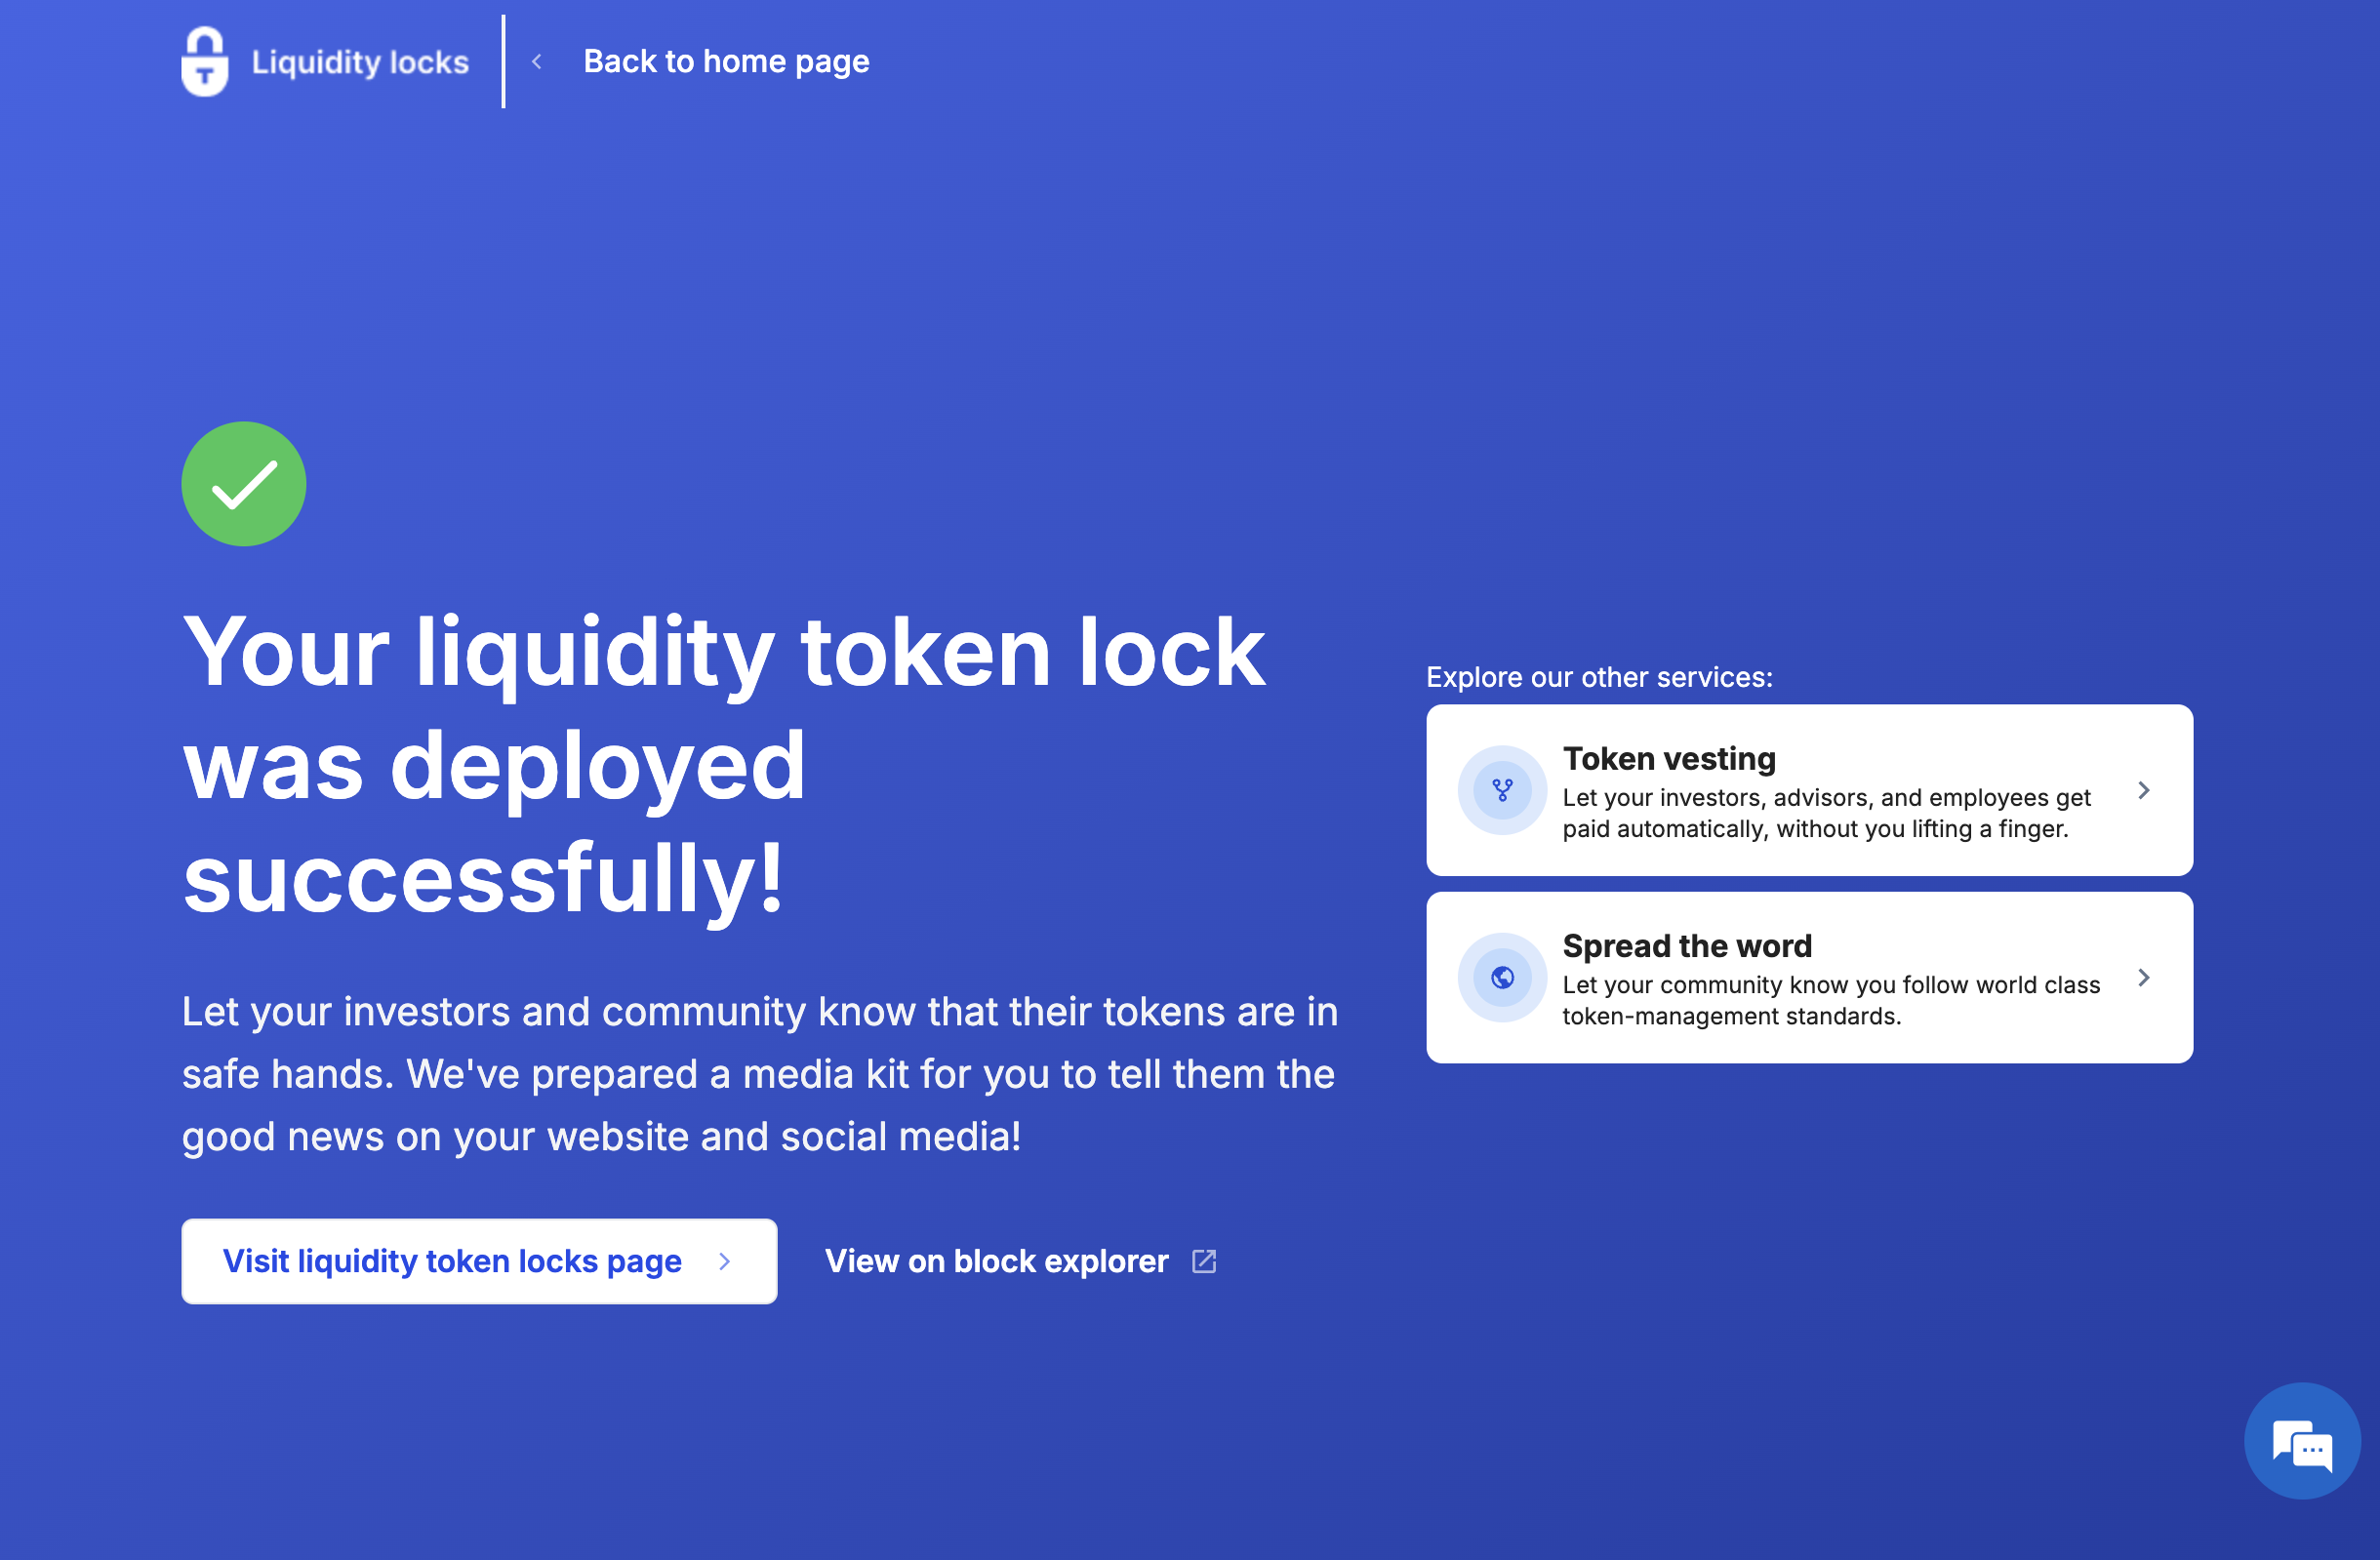 Liquidity locks
Back to home page
Your liquidity token lock
was deployed
successfully!
Let your investors and community know that their tokens are in
safe hands. We've prepared a media kit for you to tell them the
good news on your website and social media!
Visit liquidity token locks page
View on block explorer
Explore our other services:
Token vesting
Let your investors, advisors, and employees get
paid automatically, without you lifting a finger.
Spread the word
Let your community know you follow world class
token-management standards.